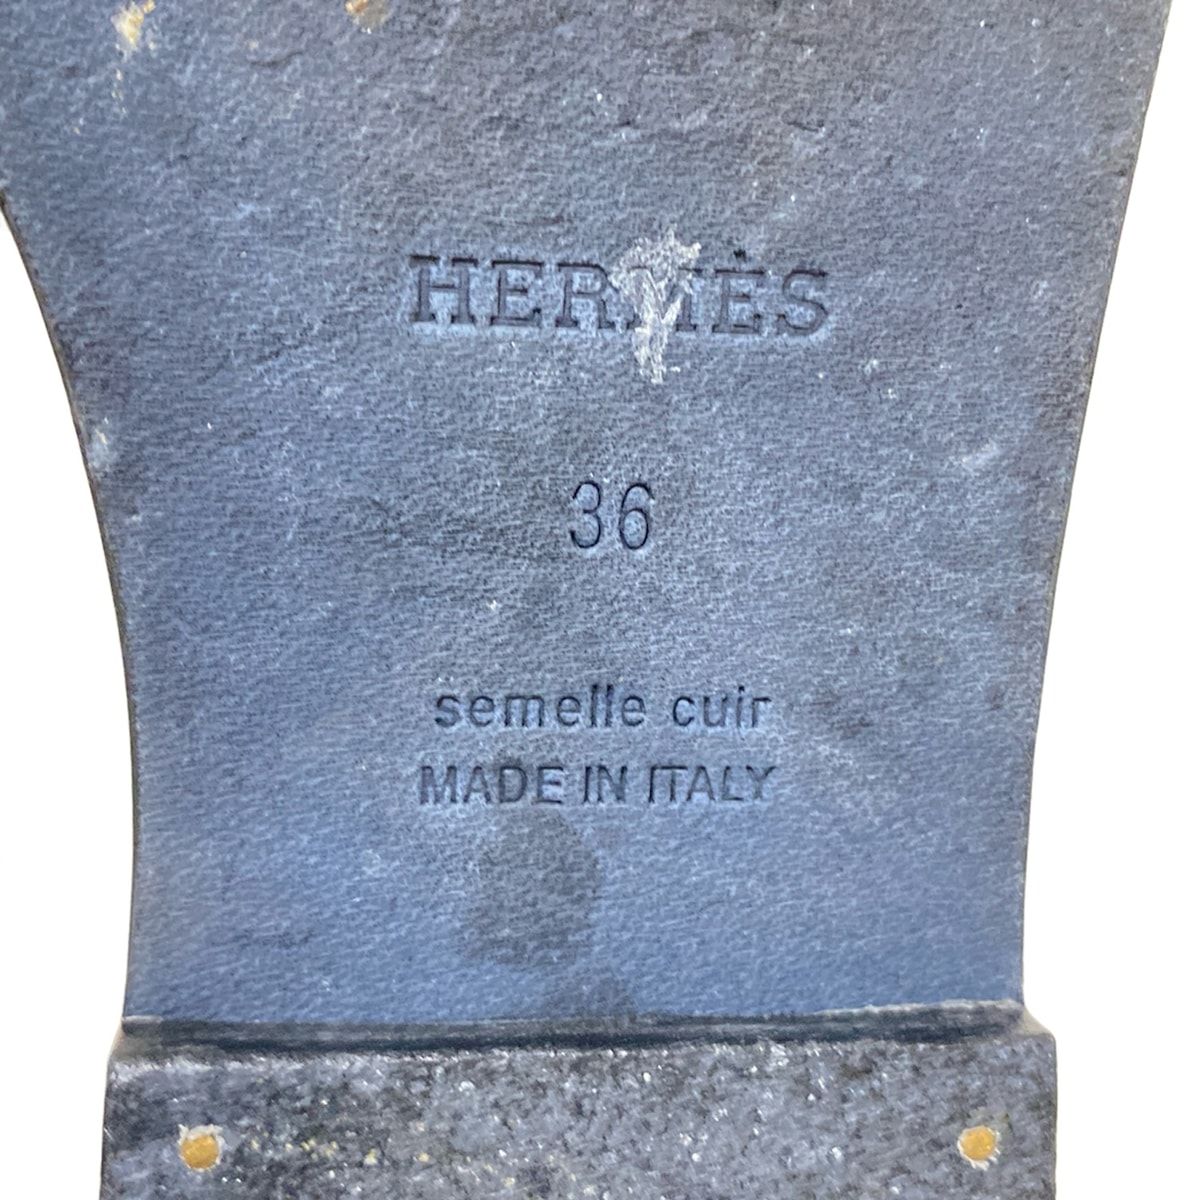 HERMÈS
36
semelle cuir
MADE IN ITALY